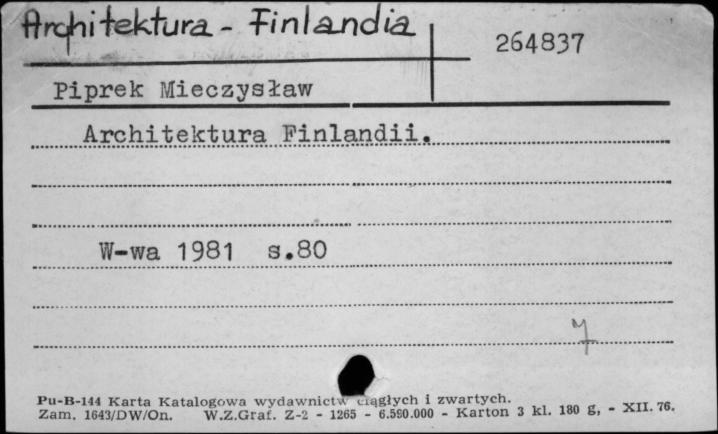 Architektura - Finlandia
264837
Piprek Mieczysław
Architektura Finlandii.
W-wa 1981 s.80
Pu-B-144 Karta Katalogowa wydawnictw ciągłych i zwartych.
Zam. 1643/DW/On. W.Z.Graf. Z-2 - 1265 - 6.590.000 - Karton 3 kl. 180 g, - XII. 76.